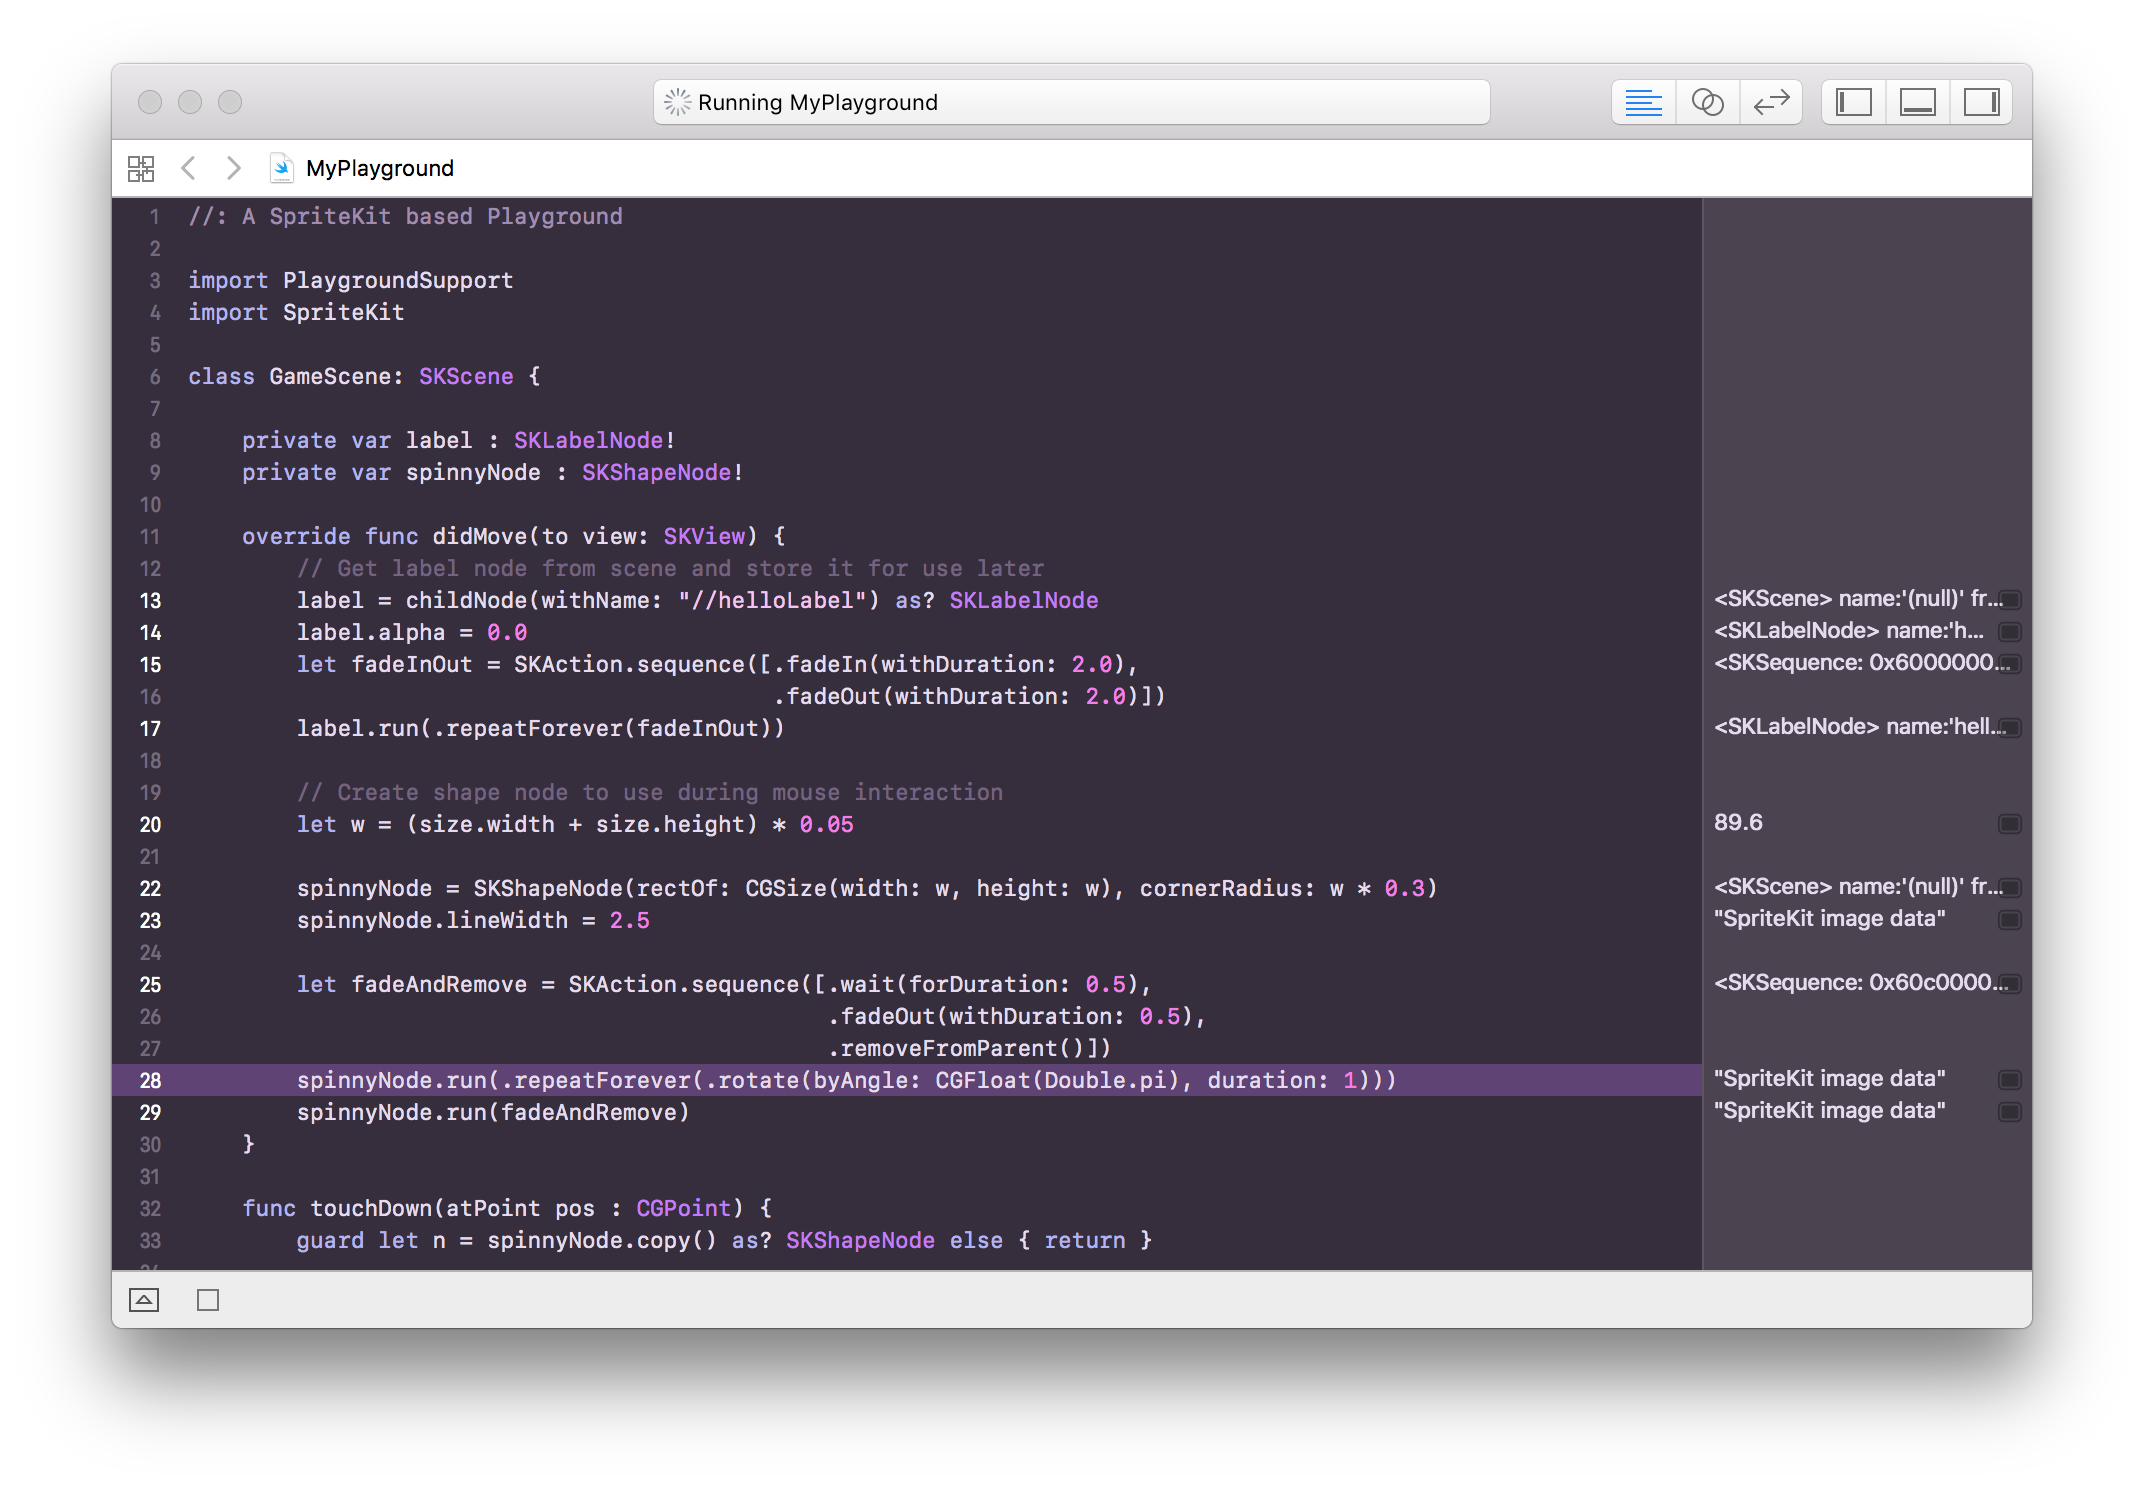 Running MyPlayground
MyPlayground
1 //: A SpriteKit based Playground
2
3 import PlaygroundSupport
4 import SpriteKit
5
6 class GameScene: SKScene {
7
8     private var label : SKLabelNode!
9     private var spinnyNode : SKShapeNode!
10
11     override func didMove(to view: SKView) {
12         // Get label node from scene and store it for use later
13         label = childNode(withName: "//helloLabel") as? SKLabelNode <SKScene> name:'(null)' fr...
14         label.alpha = 0.0 <SKLabelNode> name:'h...
15         let fadeInOut = SKAction.sequence([.fadeIn(withDuration: 2.0), <SKSequence: 0x6000000...
16                                            .fadeOut(withDuration: 2.0)])
17         label.run(.repeatForever(fadeInOut)) <SKLabelNode> name:'hell...
18
19         // Create shape node to use during mouse interaction
20         let w = (size.width + size.height) * 0.05 89.6
21
22         spinnyNode = SKShapeNode(rectOf: CGSize(width: w, height: w), cornerRadius: w * 0.3) <SKScene> name:'(null)' fr...
23         spinnyNode.lineWidth = 2.5 "SpriteKit image data"
24
25         let fadeAndRemove = SKAction.sequence([.wait(forDuration: 0.5), <SKSequence: 0x60c0000...
26                                                .fadeOut(withDuration: 0.5),
27                                                .removeFromParent()])
28         spinnyNode.run(.repeatForever(.rotate(byAngle: CGFloat(Double.pi), duration: 1))) "SpriteKit image data"
29         spinnyNode.run(fadeAndRemove) "SpriteKit image data"
30     }
31
32     func touchDown(atPoint pos : CGPoint) {
33         guard let n = spinnyNode.copy() as? SKShapeNode else { return }